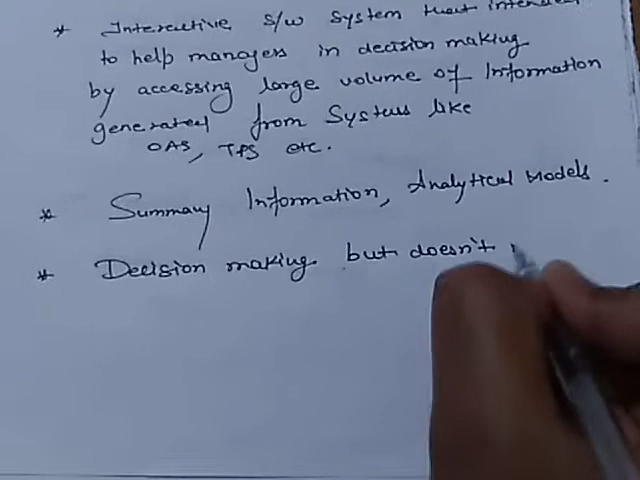 * Interactive s/w system that intended
to help managers in decision making
by accessing large volume of Information
generated from Systems like
OAS, TPS etc.
* Summary Information, Analytical Models.
* Decision making but doesn't